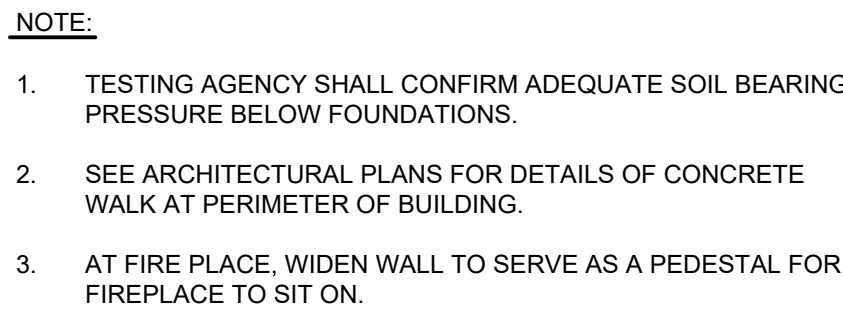 NOTE:
1. TESTING AGENCY SHALL CONFIRM ADEQUATE SOIL BEARING
PRESSURE BELOW FOUNDATIONS.
2. SEE ARCHITECTURAL PLANS FOR DETAILS OF CONCRETE
WALK AT PERIMETER OF BUILDING.
3. AT FIRE PLACE, WIDEN WALL TO SERVE AS A PEDESTAL FOR
FIREPLACE TO SIT ON.